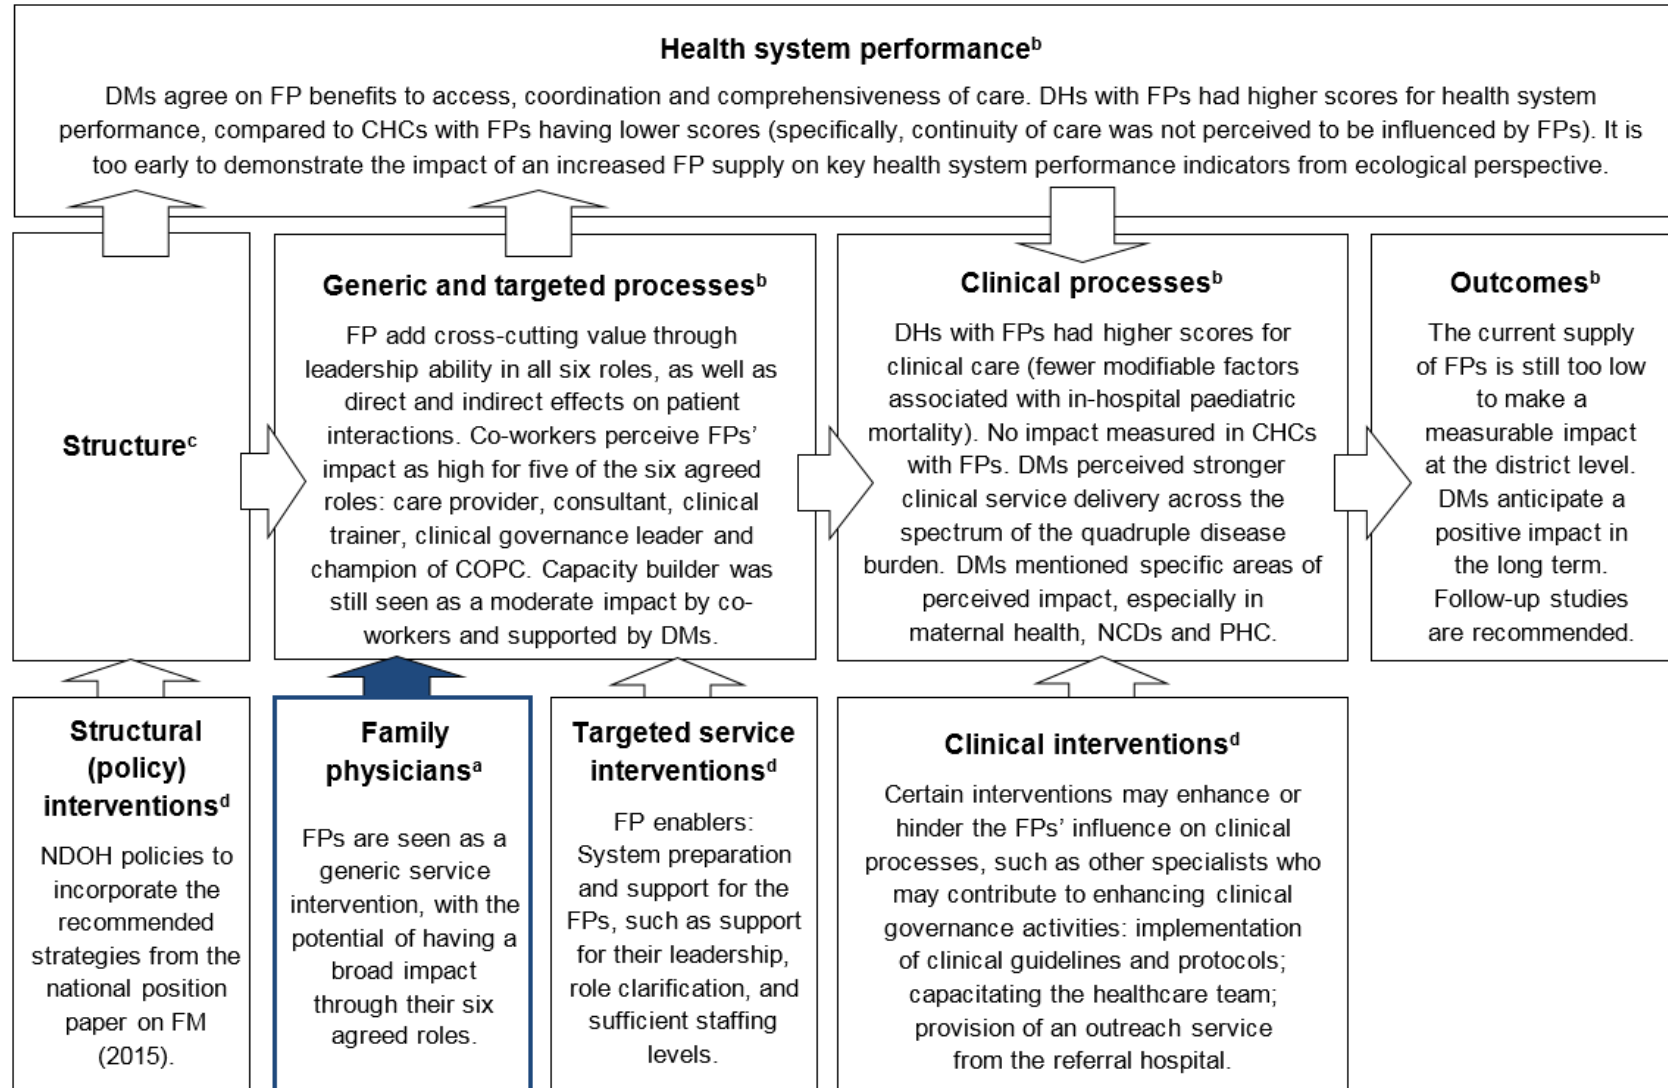 Health system performanceᵇ
DMs agree on FP benefits to access, coordination and comprehensiveness of care. DHs with FPs had higher scores for health system
performance, compared to CHCs with FPs having lower scores (specifically, continuity of care was not perceived to be influenced by FPs). It is
too early to demonstrate the impact of an increased FP supply on key health system performance indicators from ecological perspective.
Structureᶜ
Generic and targeted processesᵇ
FP add cross-cutting value through
leadership ability in all six roles, as well as
direct and indirect effects on patient
interactions. Co-workers perceive FPs'
impact as high for five of the six agreed
roles: care provider, consultant, clinical
trainer, clinical governance leader and
champion of COPC. Capacity builder was
still seen as a moderate impact by co-
workers and supported by DMs.
Clinical processesᵇ
DHs with FPs had higher scores for
clinical care (fewer modifiable factors
associated with in-hospital paediatric
mortality). No impact measured in CHCs
with FPs. DMs perceived stronger
clinical service delivery across the
spectrum of the quadruple disease
burden. DMs mentioned specific areas of
perceived impact, especially in
maternal health, NCDs and PHC.
Outcomesᵇ
The current supply
of FPs is still too low
to make a
measurable impact
at the district level.
DMs anticipate a
positive impact in
the long term.
Follow-up studies
are recommended.
Structural
(policy)
interventionsᵈ
NDOH policies to
incorporate the
recommended
strategies from the
national position
paper on FM
(2015).
Family
physiciansᵃ
FPs are seen as a
generic service
intervention, with the
potential of having a
broad impact
through their six
agreed roles.
Targeted service
interventionsᵈ
FP enablers:
System preparation
and support for the
FPs, such as support
for their leadership,
role clarification, and
sufficient staffing
levels.
Clinical interventionsᵈ
Certain interventions may enhance or
hinder the FPs' influence on clinical
processes, such as other specialists who
may contribute to enhancing clinical
governance activities: implementation
of clinical guidelines and protocols;
capacitating the healthcare team;
provision of an outreach service
from the referral hospital.